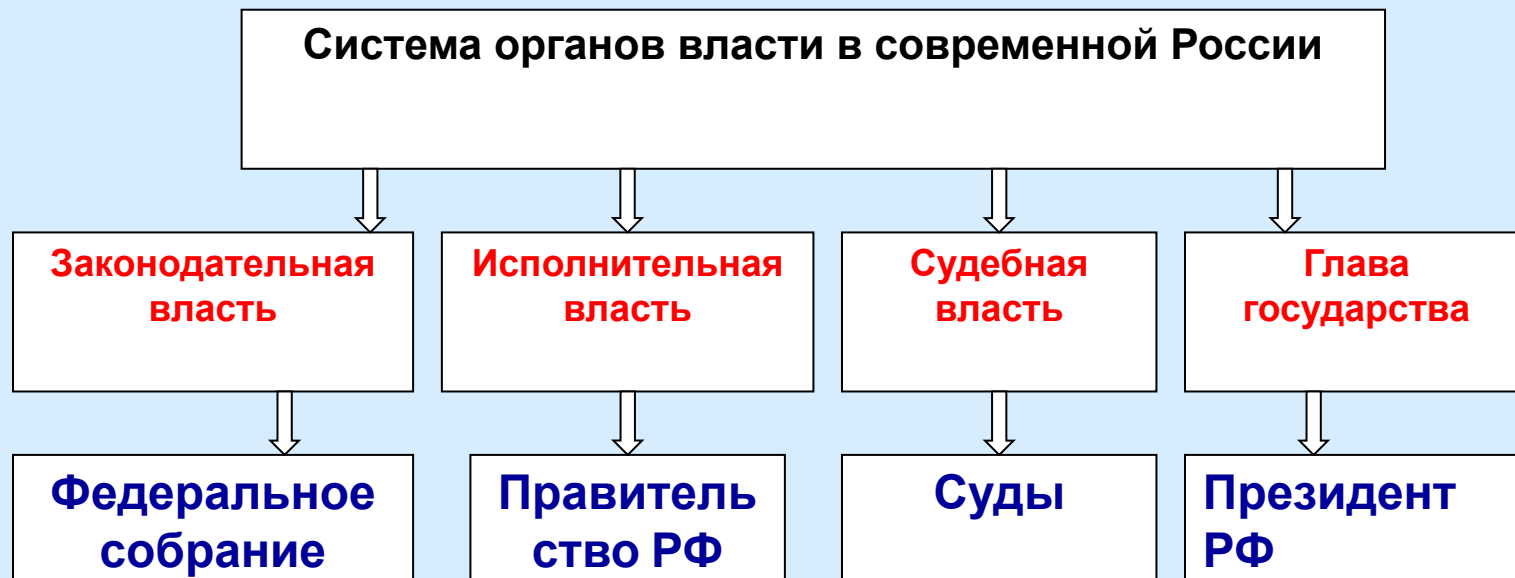 Система органов власти в современной России
Законодательная
власть
Исполнительная
власть
Судебная
власть
Глава
государства
Федеральное
собрание
Правитель
ство РФ
Суды
Президент
РФ